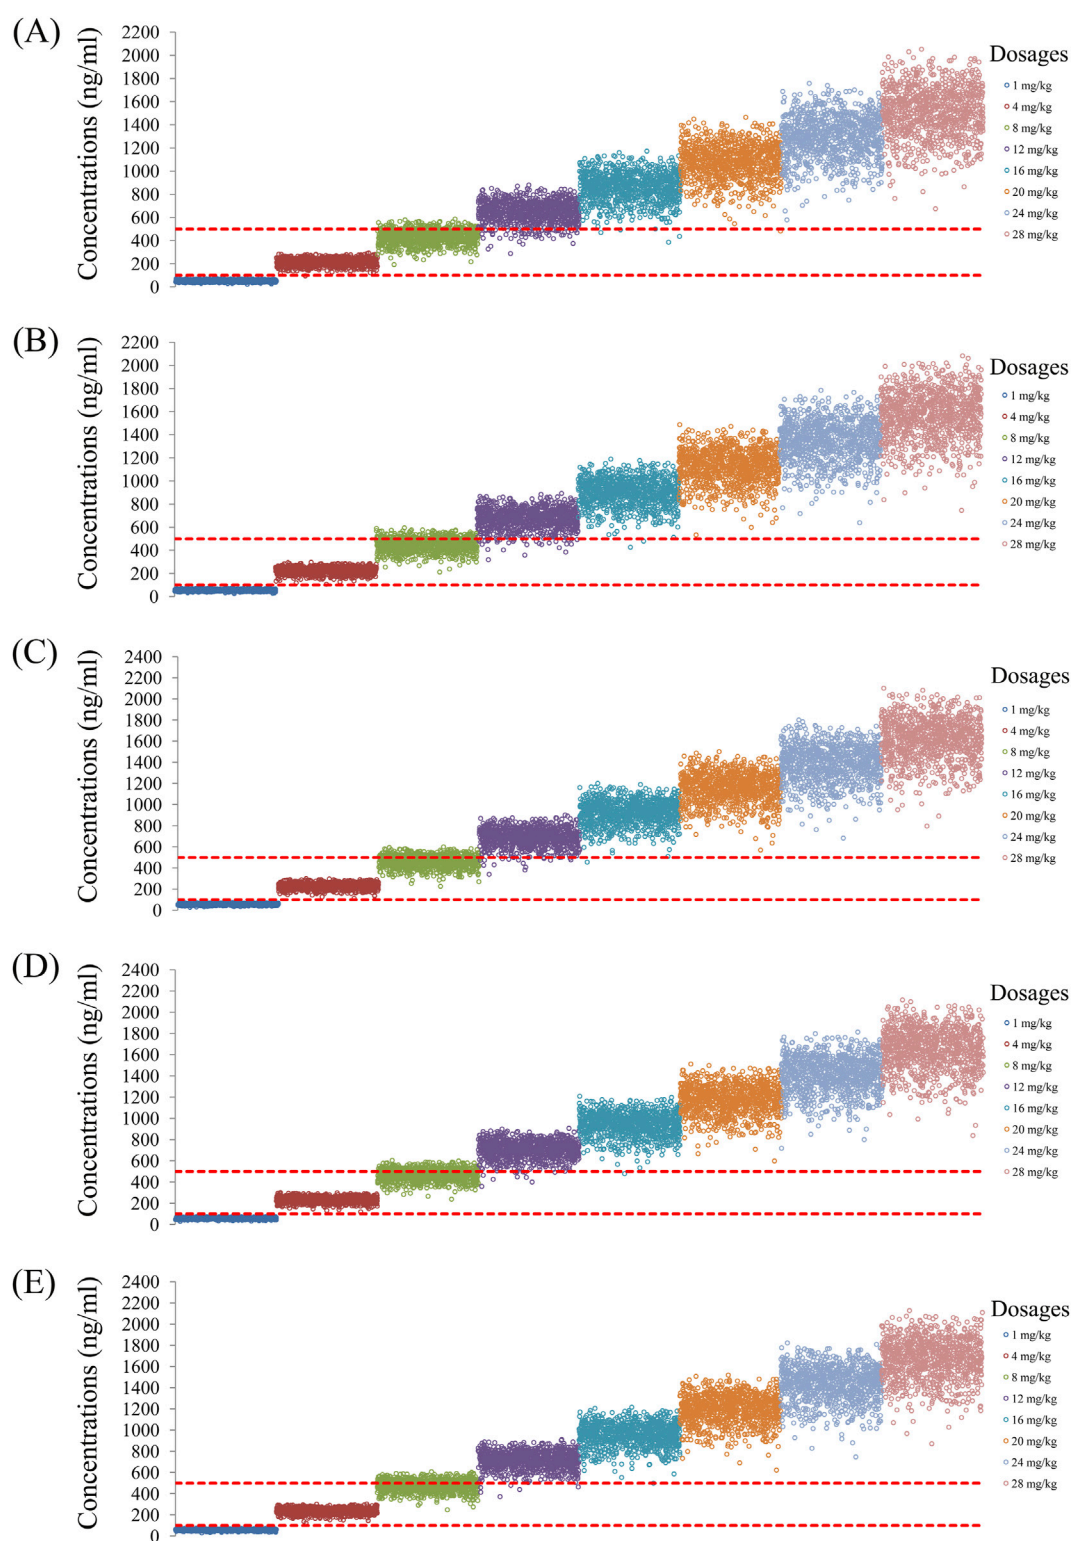 (A)
Concentrations (ng/ml)
2200
2000
1800
1600
1400
1200
1000
800
600
400
200
0
Dosages
1 mg/kg
4 mg/kg
8 mg/kg
12 mg/kg
16 mg/kg
20 mg/kg
24 mg/kg
28 mg/kg
(B)
Concentrations (ng/ml)
2200
2000
1800
1600
1400
1200
1000
800
600
400
200
0
Dosages
1 mg/kg
4 mg/kg
8 mg/kg
12 mg/kg
16 mg/kg
20 mg/kg
24 mg/kg
28 mg/kg
(C)
Concentrations (ng/ml)
2400
2200
2000
1800
1600
1400
1200
1000
800
600
400
200
0
Dosages
1 mg/kg
4 mg/kg
8 mg/kg
12 mg/kg
16 mg/kg
20 mg/kg
24 mg/kg
28 mg/kg
(D)
Concentrations (ng/ml)
2400
2200
2000
1800
1600
1400
1200
1000
800
600
400
200
0
Dosages
1 mg/kg
4 mg/kg
8 mg/kg
12 mg/kg
16 mg/kg
20 mg/kg
24 mg/kg
28 mg/kg
(E)
Concentrations (ng/ml)
2400
2200
2000
1800
1600
1400
1200
1000
800
600
400
200
0
Dosages
1 mg/kg
4 mg/kg
8 mg/kg
12 mg/kg
16 mg/kg
20 mg/kg
24 mg/kg
28 mg/kg